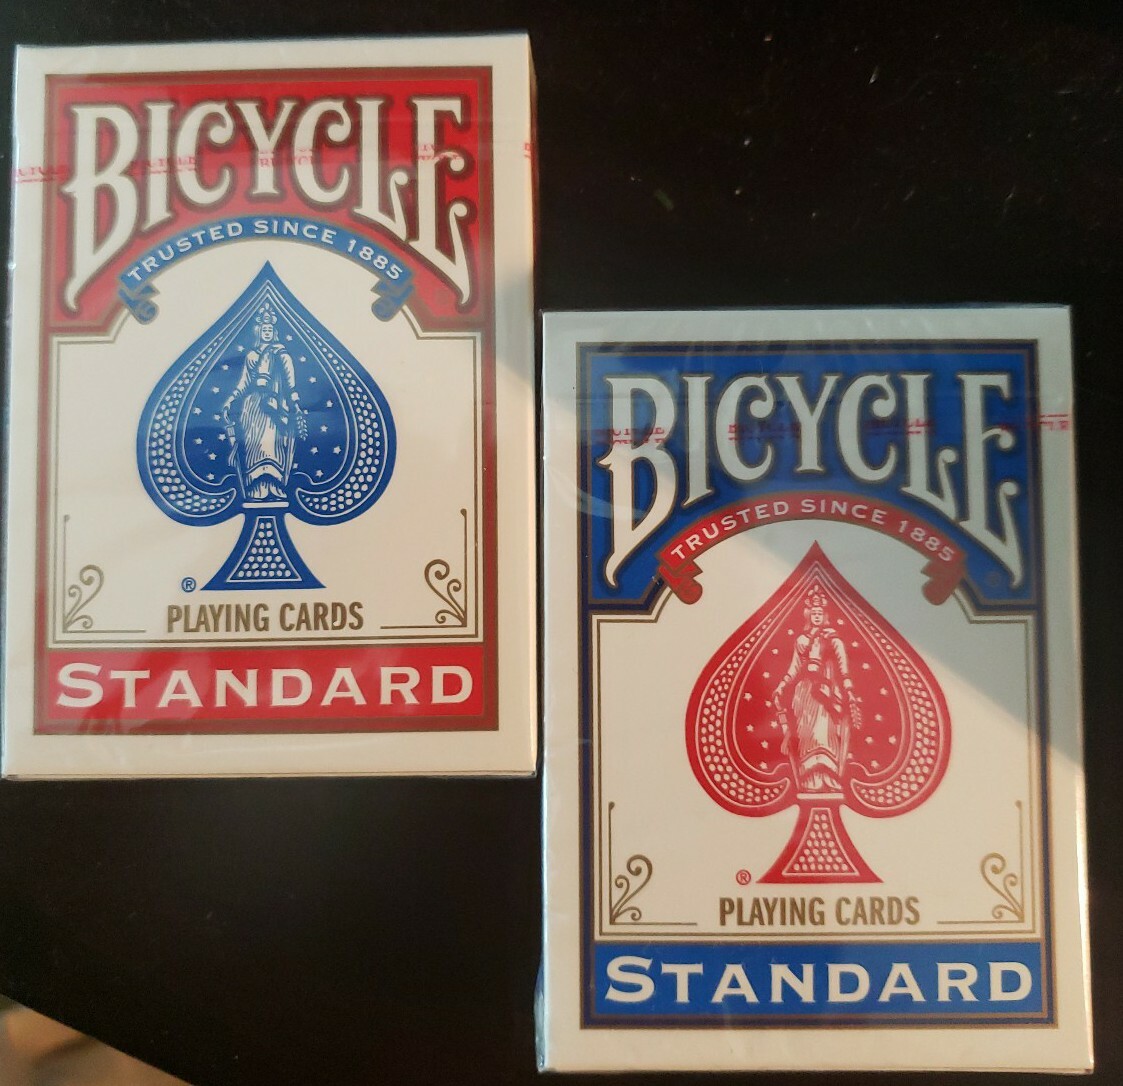 BICYCLE
TRUSTED SINCE 1885
®
PLAYING CARDS
STANDARD
BICYCLE
TRUSTED SINCE 1885
®
PLAYING CARDS
STANDARD